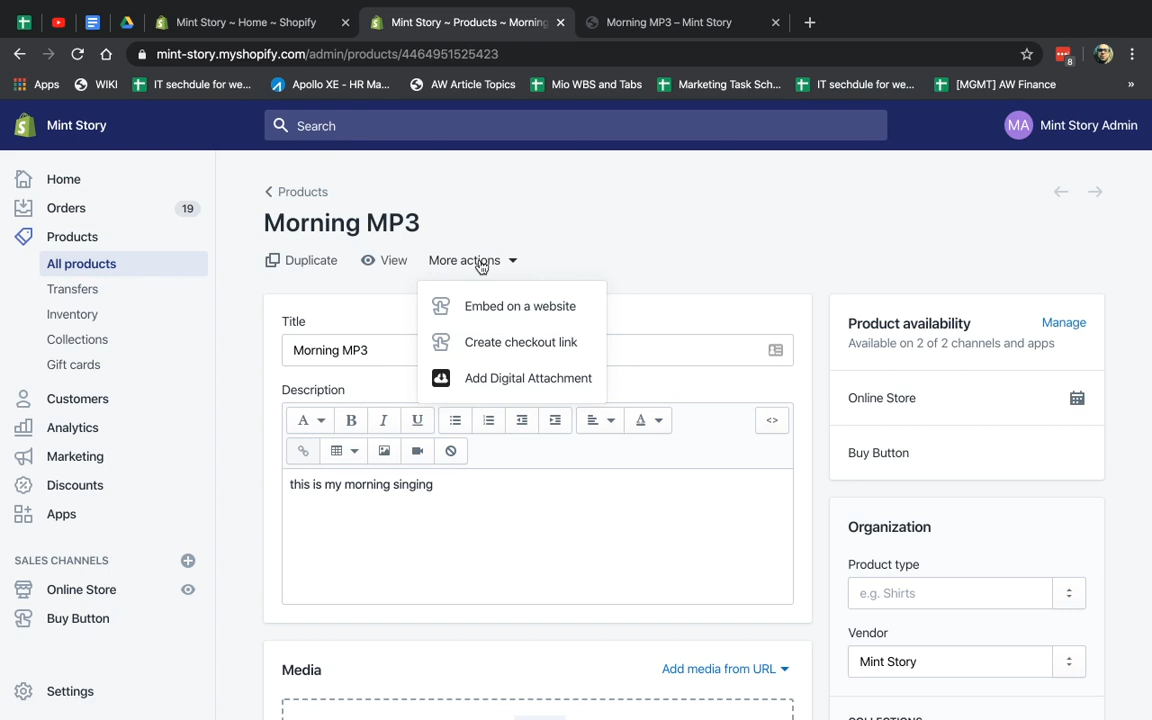 Mint Story ~ Home ~ Shopify
Mint Story ~ Products ~ Morning
Morning MP3 – Mint Story
mint-story.myshopify.com/admin/products/4464951525423
8
Apps
WIKI
IT sechdule for we...
Apollo XE - HR Ma...
AW Article Topics
Mio WBS and Tabs
Marketing Task Sch...
IT sechdule for we...
[MGMT] AW Finance
»
Mint Story
Search
MA
Mint Story Admin
Home
Orders
19
Products
All products
Transfers
Inventory
Collections
Gift cards
Customers
Analytics
Marketing
Discounts
Apps
SALES CHANNELS
Online Store
Buy Button
Settings
Products
Morning MP3
Duplicate
View
More actions
Embed on a website
Create checkout link
Add Digital Attachment
Title
Morning MP3
Description
A
B
I
U
A
<>
this is my morning singing
Media
Add media from URL
Product availability
Manage
Available on 2 of 2 channels and apps
Online Store
Buy Button
Organization
Product type
e.g. Shirts
Vendor
Mint Story
COLLECTIONS